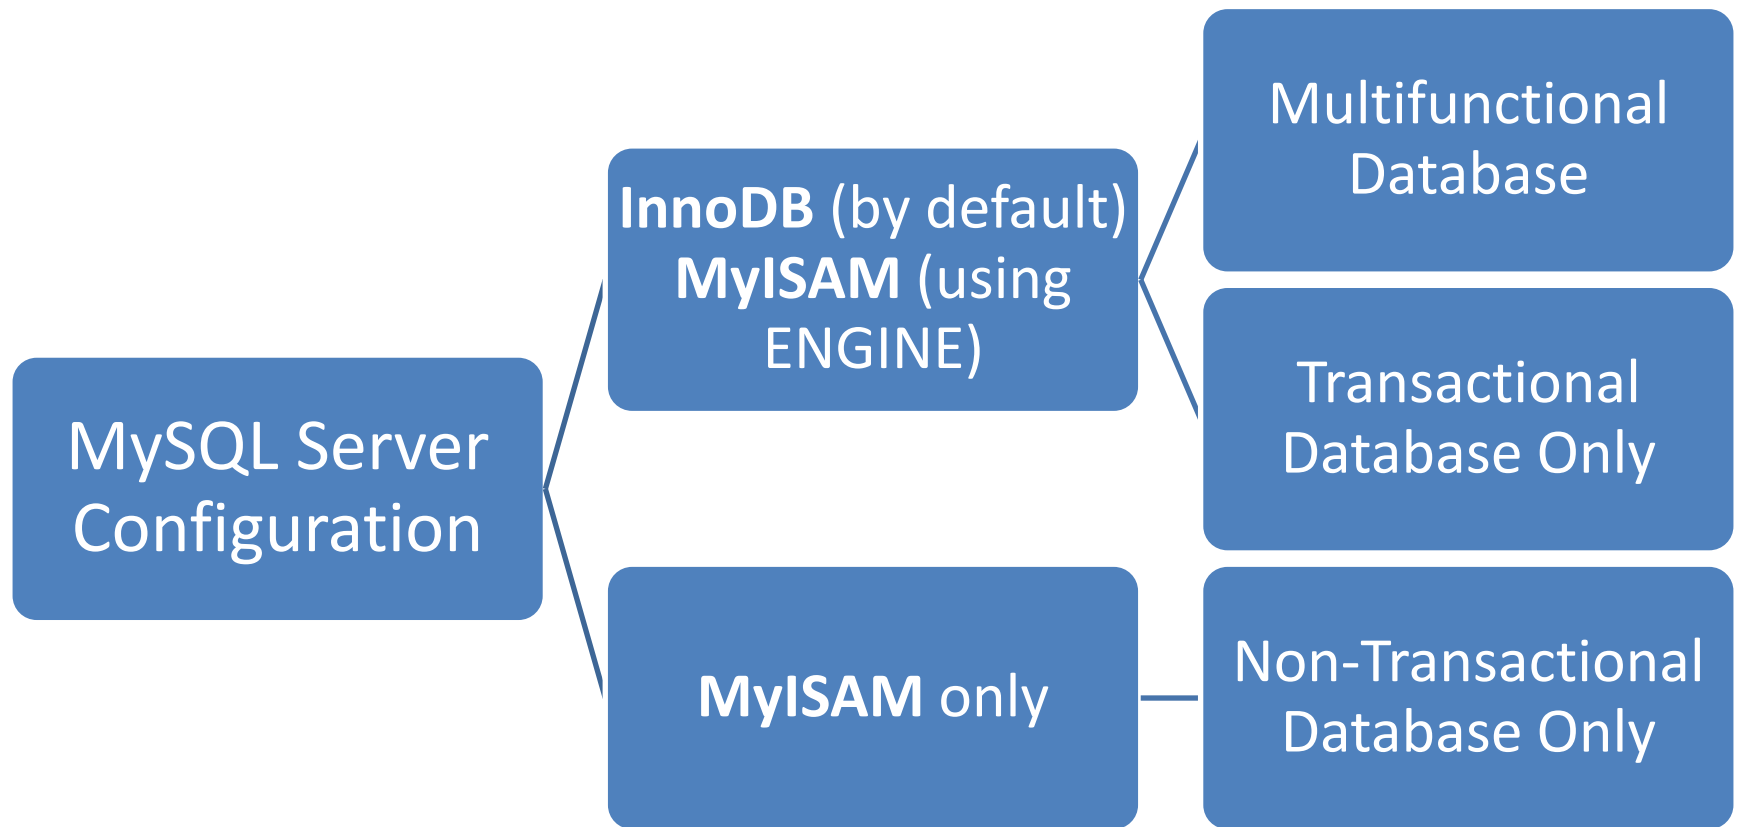 MySQL Server
Configuration
InnoDB (by default)
MyISAM (using
ENGINE)
Multifunctional
Database
Transactional
Database Only
MyISAM only
Non-Transactional
Database Only